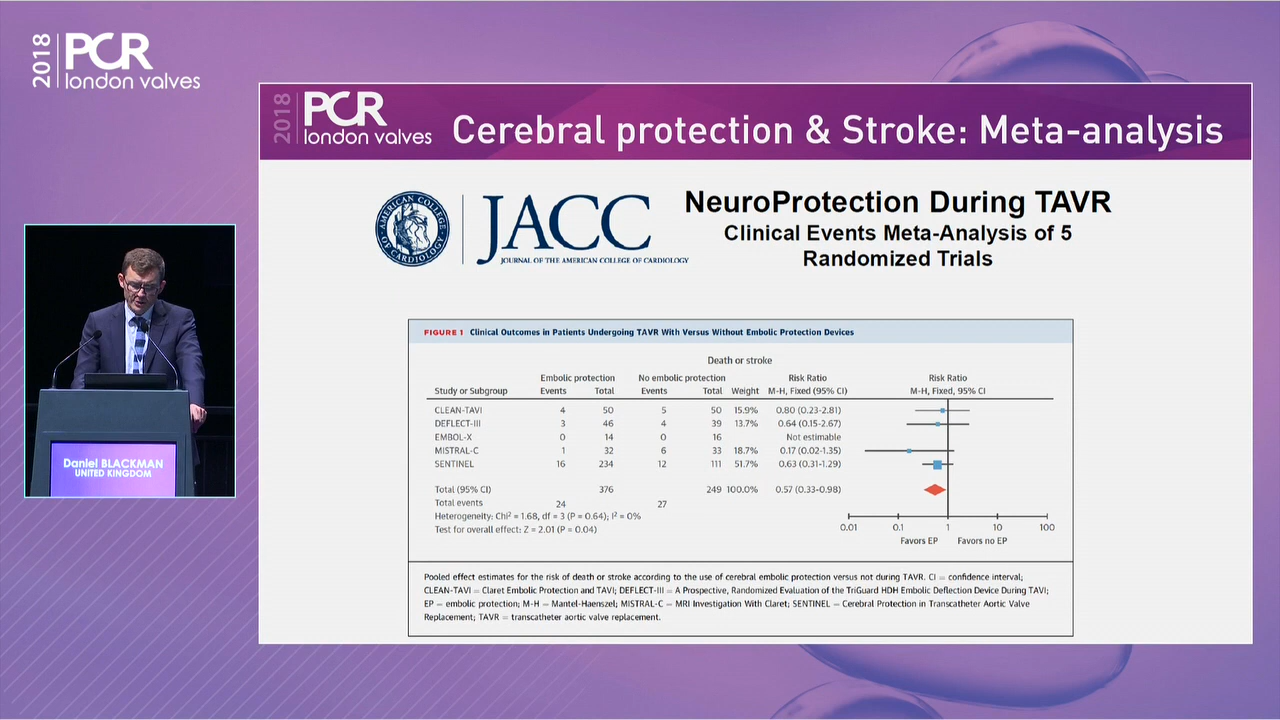 2018 PCR london valves
2018 PCR london valves
Cerebral protection & Stroke: Meta-analysis
AMERICAN COLLEGE OF CARDIOLOGY
JACC
JOURNAL OF THE AMERICAN COLLEGE OF CARDIOLOGY
NeuroProtection During TAVR
Clinical Events Meta-Analysis of 5
Randomized Trials
FIGURE 1 Clinical Outcomes in Patients Undergoing TAVR With Versus Without Embolic Protection Devices
Death or stroke
Embolic protection No embolic protection Risk Ratio Risk Ratio
Study or Subgroup Events Total Events Total Weight M-H, Fixed (95% CI) M-H, Fixed, 95% CI
CLEAN-TAVI 4 50 5 50 15.9% 0.80 (0.23-2.81)
DEFLECT-III 3 46 4 39 13.7% 0.64 (0.15-2.67)
EMBOL-X 0 14 0 16 Not estimable
MISTRAL-C 1 32 6 33 18.7% 0.17 (0.02-1.35)
SENTINEL 16 234 12 111 51.7% 0.63 (0.31-1.29)
Total (95% CI) 376 249 100.0% 0.57 (0.33-0.98)
Total events 24 27
Heterogeneity: Chi² = 1.68, df = 3 (P = 0.64); I² = 0%
Test for overall effect: Z = 2.01 (P = 0.04)
0.01 0.1 1 10 100
Favors EP Favors no EP
Pooled effect estimates for the risk of death or stroke according to the use of cerebral embolic protection versus not during TAVR. CI = confidence interval;
CLEAN-TAVI = Claret Embolic Protection and TAVI; DEFLECT-III = A Prospective, Randomized Evaluation of the TriGuard HDH Embolic Deflection Device During TAVI;
EP = embolic protection; M-H = Mantel-Haenszel; MISTRAL-C = MRI Investigation With Claret; SENTINEL = Cerebral Protection in Transcatheter Aortic Valve
Replacement; TAVR = transcatheter aortic valve replacement.
Daniel BLACKMAN
UNITED KINGDOM